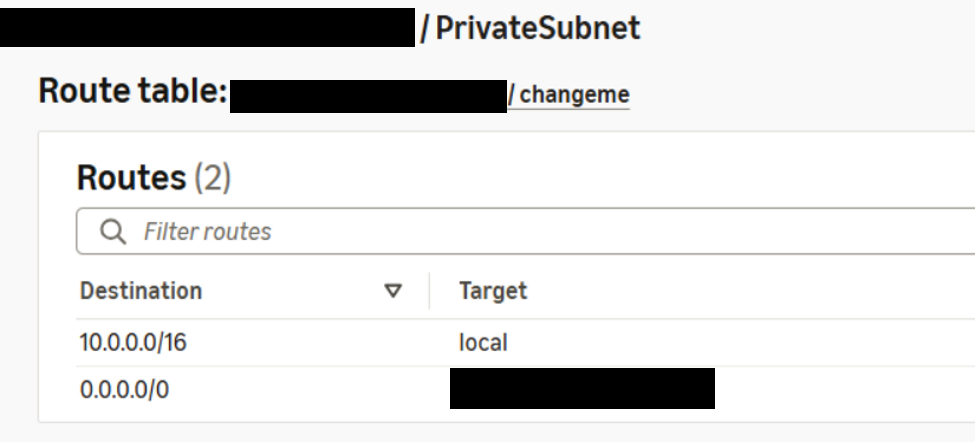 / PrivateSubnet
Route table: / changeme
Routes (2)
Filter routes
Destination Target
10.0.0.0/16 local
0.0.0.0/0